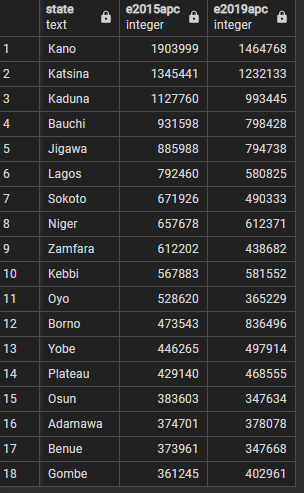 state e2015apc e2019apc
text integer integer
1 Kano 1903999 1464768
2 Katsina 1345441 1232133
3 Kaduna 1127760 993445
4 Bauchi 931598 798428
5 Jigawa 885988 794738
6 Lagos 792460 580825
7 Sokoto 671926 490333
8 Niger 657678 612371
9 Zamfara 612202 438682
10 Kebbi 567883 581552
11 Oyo 528620 365229
12 Borno 473543 836496
13 Yobe 446265 497914
14 Plateau 429140 468555
15 Osun 383603 347634
16 Adamawa 374701 378078
17 Benue 373961 347668
18 Gombe 361245 402961